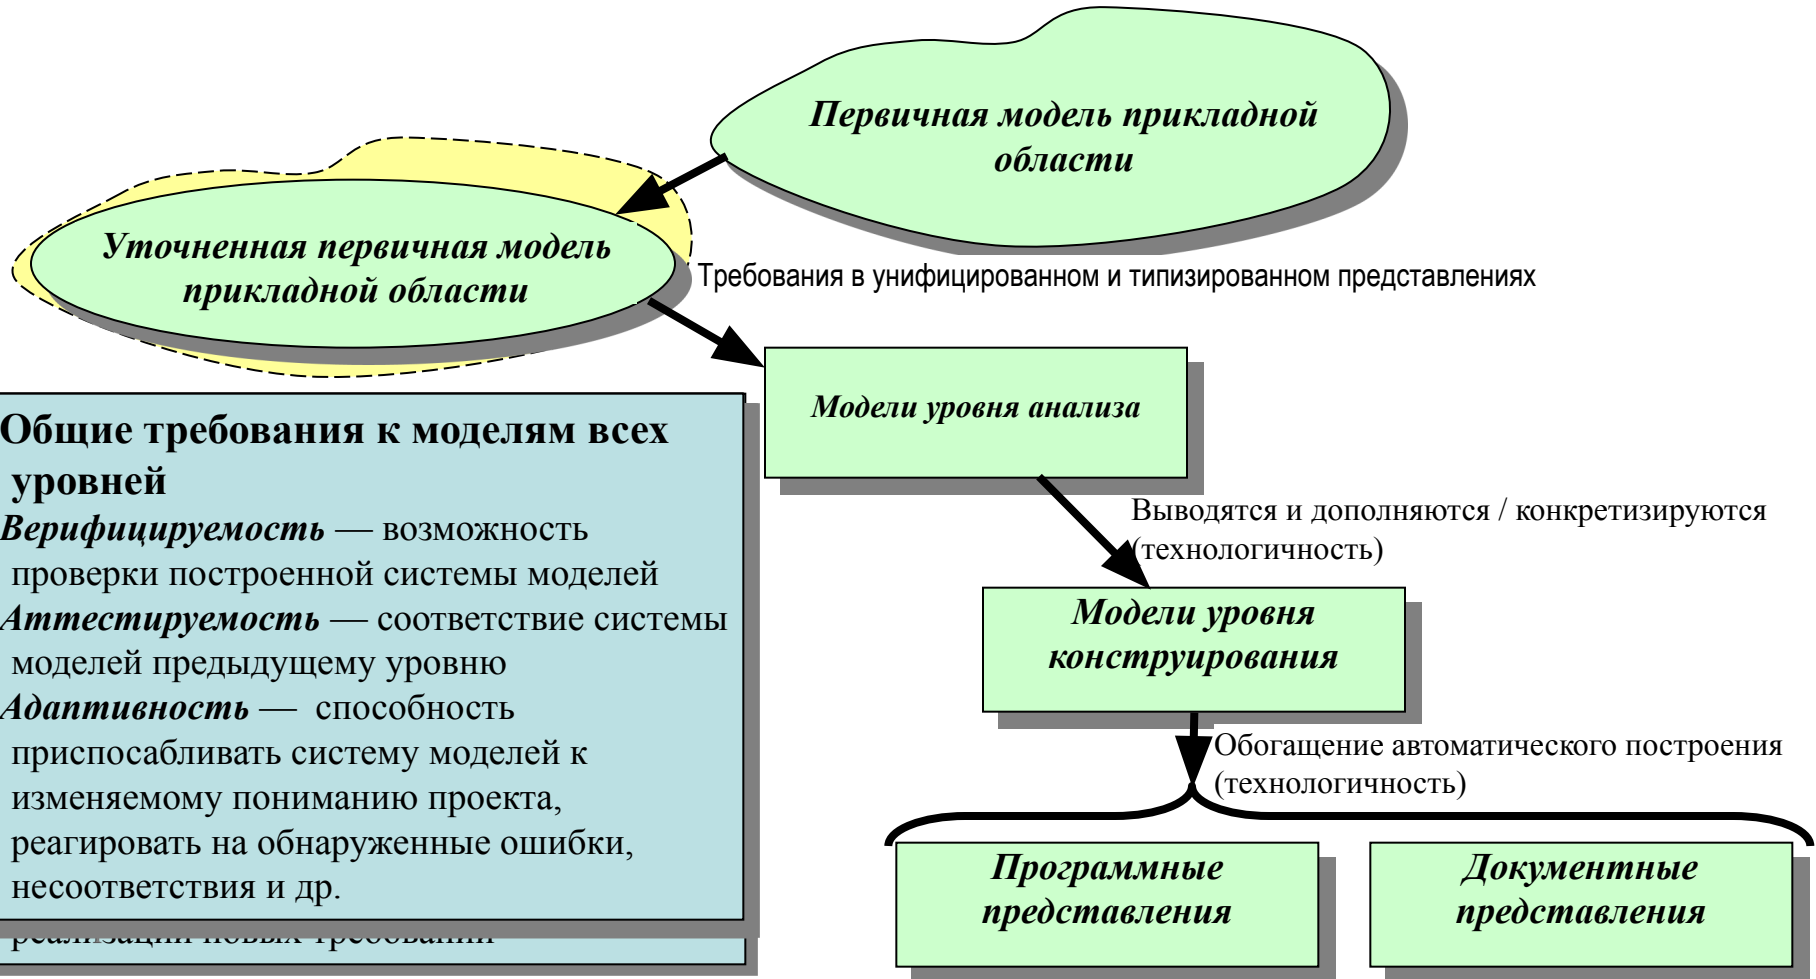 Первичная модель прикладной
области
Уточненная первичная модель
прикладной области
Требования в унифицированном и типизированном представлениях
Модели уровня анализа
Общие требования к моделям всех
уровней
Верифицируемость — возможность
проверки построенной системы моделей
Аттестируемость — соответствие системы
моделей предыдущему уровню
Адаптивность — способность
приспосабливать систему моделей к
изменяемому пониманию проекта,
реагировать на обнаруженные ошибки,
несоответствия и др.
реализации новых требований
Выводятся и дополняются / конкретизируются
(технологичность)
Модели уровня
конструирования
Обогащение автоматического построения
(технологичность)
Программные
представления
Документные
представления